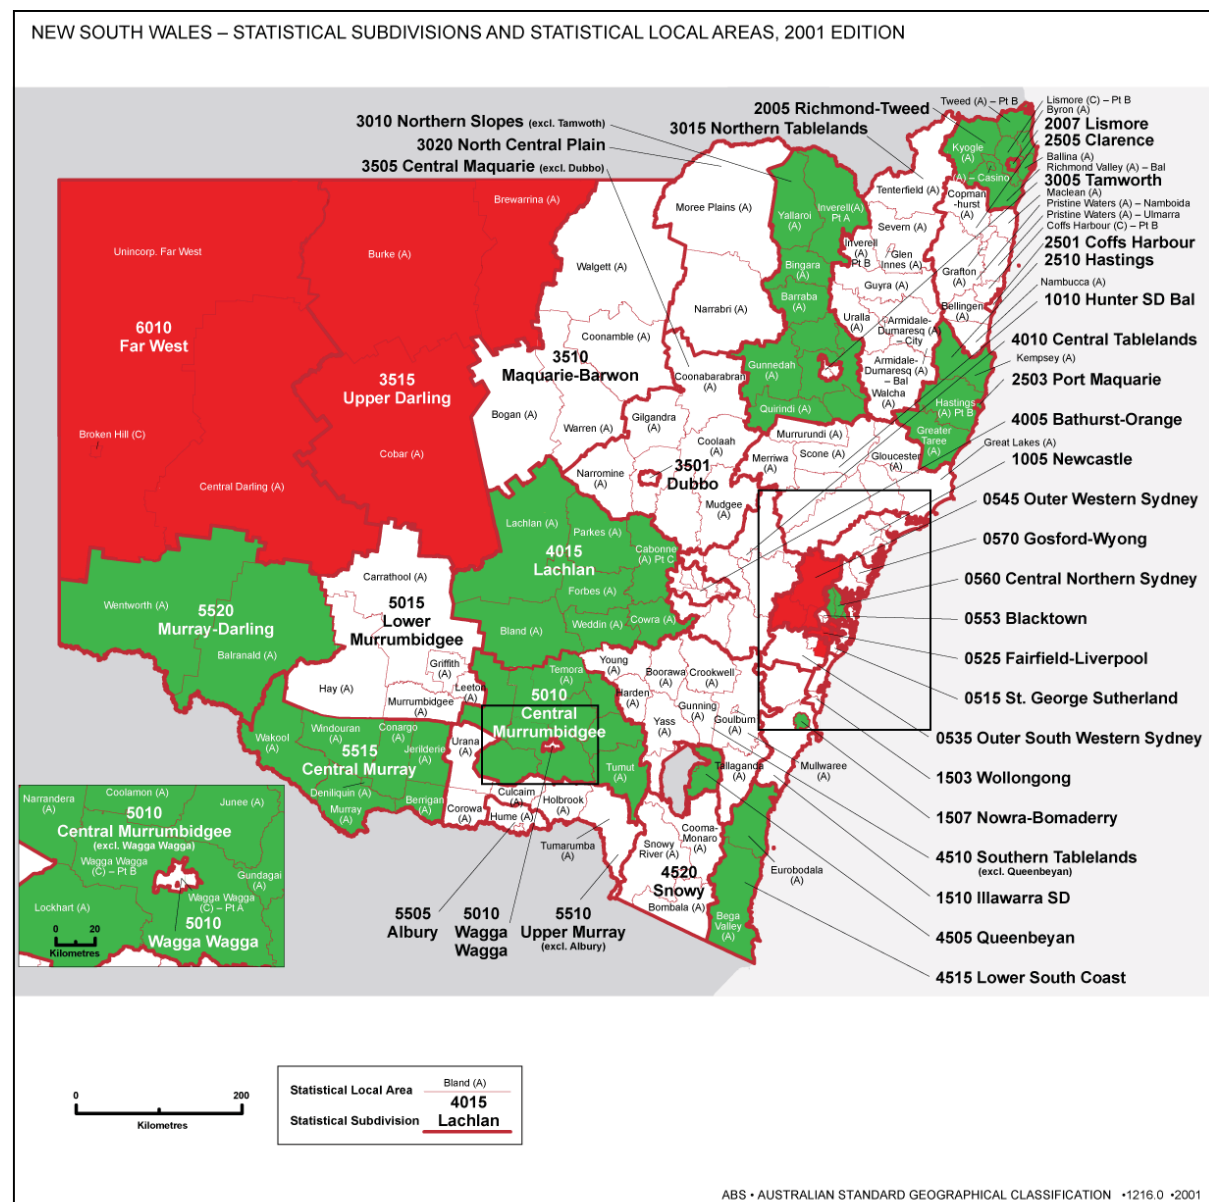 NEW SOUTH WALES – STATISTICAL SUBDIVISIONS AND STATISTICAL LOCAL AREAS, 2001 EDITION
3010 Northern Slopes (excl. Tamwoth)
3020 North Central Plain
3505 Central Maquarie (excl. Dubbo)
2005 Richmond-Tweed
3015 Northern Tablelands
Tweed (A) – Pt B
Lismore (C) – Pt B
Byron (A)
2007 Lismore
2505 Clarence
Ballina (A)
Richmond Valley (A) – Bal
3005 Tamworth
Maclean (A)
Pristine Waters (A) – Namboida
Pristine Waters (A) – Ulmarra
Coffs Harbour (C) – Pt B
2501 Coffs Harbour
2510 Hastings
Nambucca (A)
1010 Hunter SD Bal
4010 Central Tablelands
Kempsey (A)
2503 Port Maquarie
4005 Bathurst-Orange
Great Lakes (A)
1005 Newcastle
0545 Outer Western Sydney
0570 Gosford-Wyong
0560 Central Northern Sydney
0553 Blacktown
0525 Fairfield-Liverpool
0515 St. George Sutherland
0535 Outer South Western Sydney
1503 Wollongong
1507 Nowra-Bomaderry
4510 Southern Tablelands
(excl. Queenbeyan)
1510 Illawarra SD
4505 Queenbeyan
4515 Lower South Coast
Unincorp. Far West
6010
Far West
Broken Hill (C)
Central Darling (A)
Brewarrina (A)
Burke (A)
3515
Upper Darling
Cobar (A)
Walgett (A)
Coonamble (A)
3510
Maquarie-Barwon
Bogan (A)
Warren (A)
Moree Plains (A)
Narrabri (A)
Coonabarabran
(A)
Yallaroi
(A)
Inverell(A)
Pt A
Bingara
(A)
Barraba
(A)
Gunnedah
(A)
Quirindi (A)
Tenterfield (A)
Severn (A)
Inverell
(A)
Pt B
Glen
Innes (A)
Guyra (A)
Uralla
(A)
Armidale-
Dumaresq (A)
– City
Armidale-
Dumaresq (A)
– Bal
Walcha
(A)
Kyogle
(A)
(A) – Casino
Copman
-hurst
(A)
Grafton
(A)
Bellingen
(A)
Hastings
(A) Pt B
Greater
Taree
(A)
Gilgandra
(A)
Coolaah
(A)
Narromine
(A)
3501
Dubbo
Mudgee
(A)
Murrurundi (A)
Merriwa
(A)
Scone (A)
Gloucester
(A)
Lachlan (A)
Parkes (A)
Cabonne
(A) Pt C
4015
Lachlan
Forbes (A)
Bland (A)
Weddin (A)
Cowra (A)
Wentworth (A)
5520
Murray-Darling
Balranald (A)
Carrathool (A)
5015
Lower
Murrumbidgee
Griffith
(A)
Hay (A)
Leeton
(A)
Murrumbidgee
(A)
Temora
(A)
5010
Central
Murrumbidgee
Tumut
(A)
Young
(A)
Boorawa
(A)
Crookwell
(A)
Harden
(A)
Gunning
(A)
Yass
(A)
Goulburn
(A)
Tallaganda
(A)
Mullwaree
(A)
Wakool
(A)
Windouran
(A)
Conargo
(A)
Jerilderie
(A)
5515
Central Murray
Deniliquin (A)
Murray
(A)
Berrigan
(A)
Urana
(A)
Corowa
(A)
Culcairn
(A)
Hume (A)
Holbrook
(A)
Tumarumba
(A)
Cooma-
Monaro
(A)
Snowy
River (A)
4520
Snowy
Bombala (A)
Eurobodala
(A)
Bega
Valley
(A)
5505
Albury
5010
Wagga
Wagga
5510
Upper Murray
(excl. Albury)
Narrandera
(A)
Coolamon (A)
Junee (A)
5010
Central Murrumbidgee
(excl. Wagga Wagga)
Wagga Wagga
(C) – Pt B
Gundagai
(A)
Wagga Wagga
(C) – Pt A
Lockhart (A)
5010
Wagga Wagga
0 20
Kilometres
0 200
Kilometres
Statistical Local Area
Bland (A)
Statistical Subdivision
4015
Lachlan
ABS • AUSTRALIAN STANDARD GEOGRAPHICAL CLASSIFICATION •1216.0 •2001